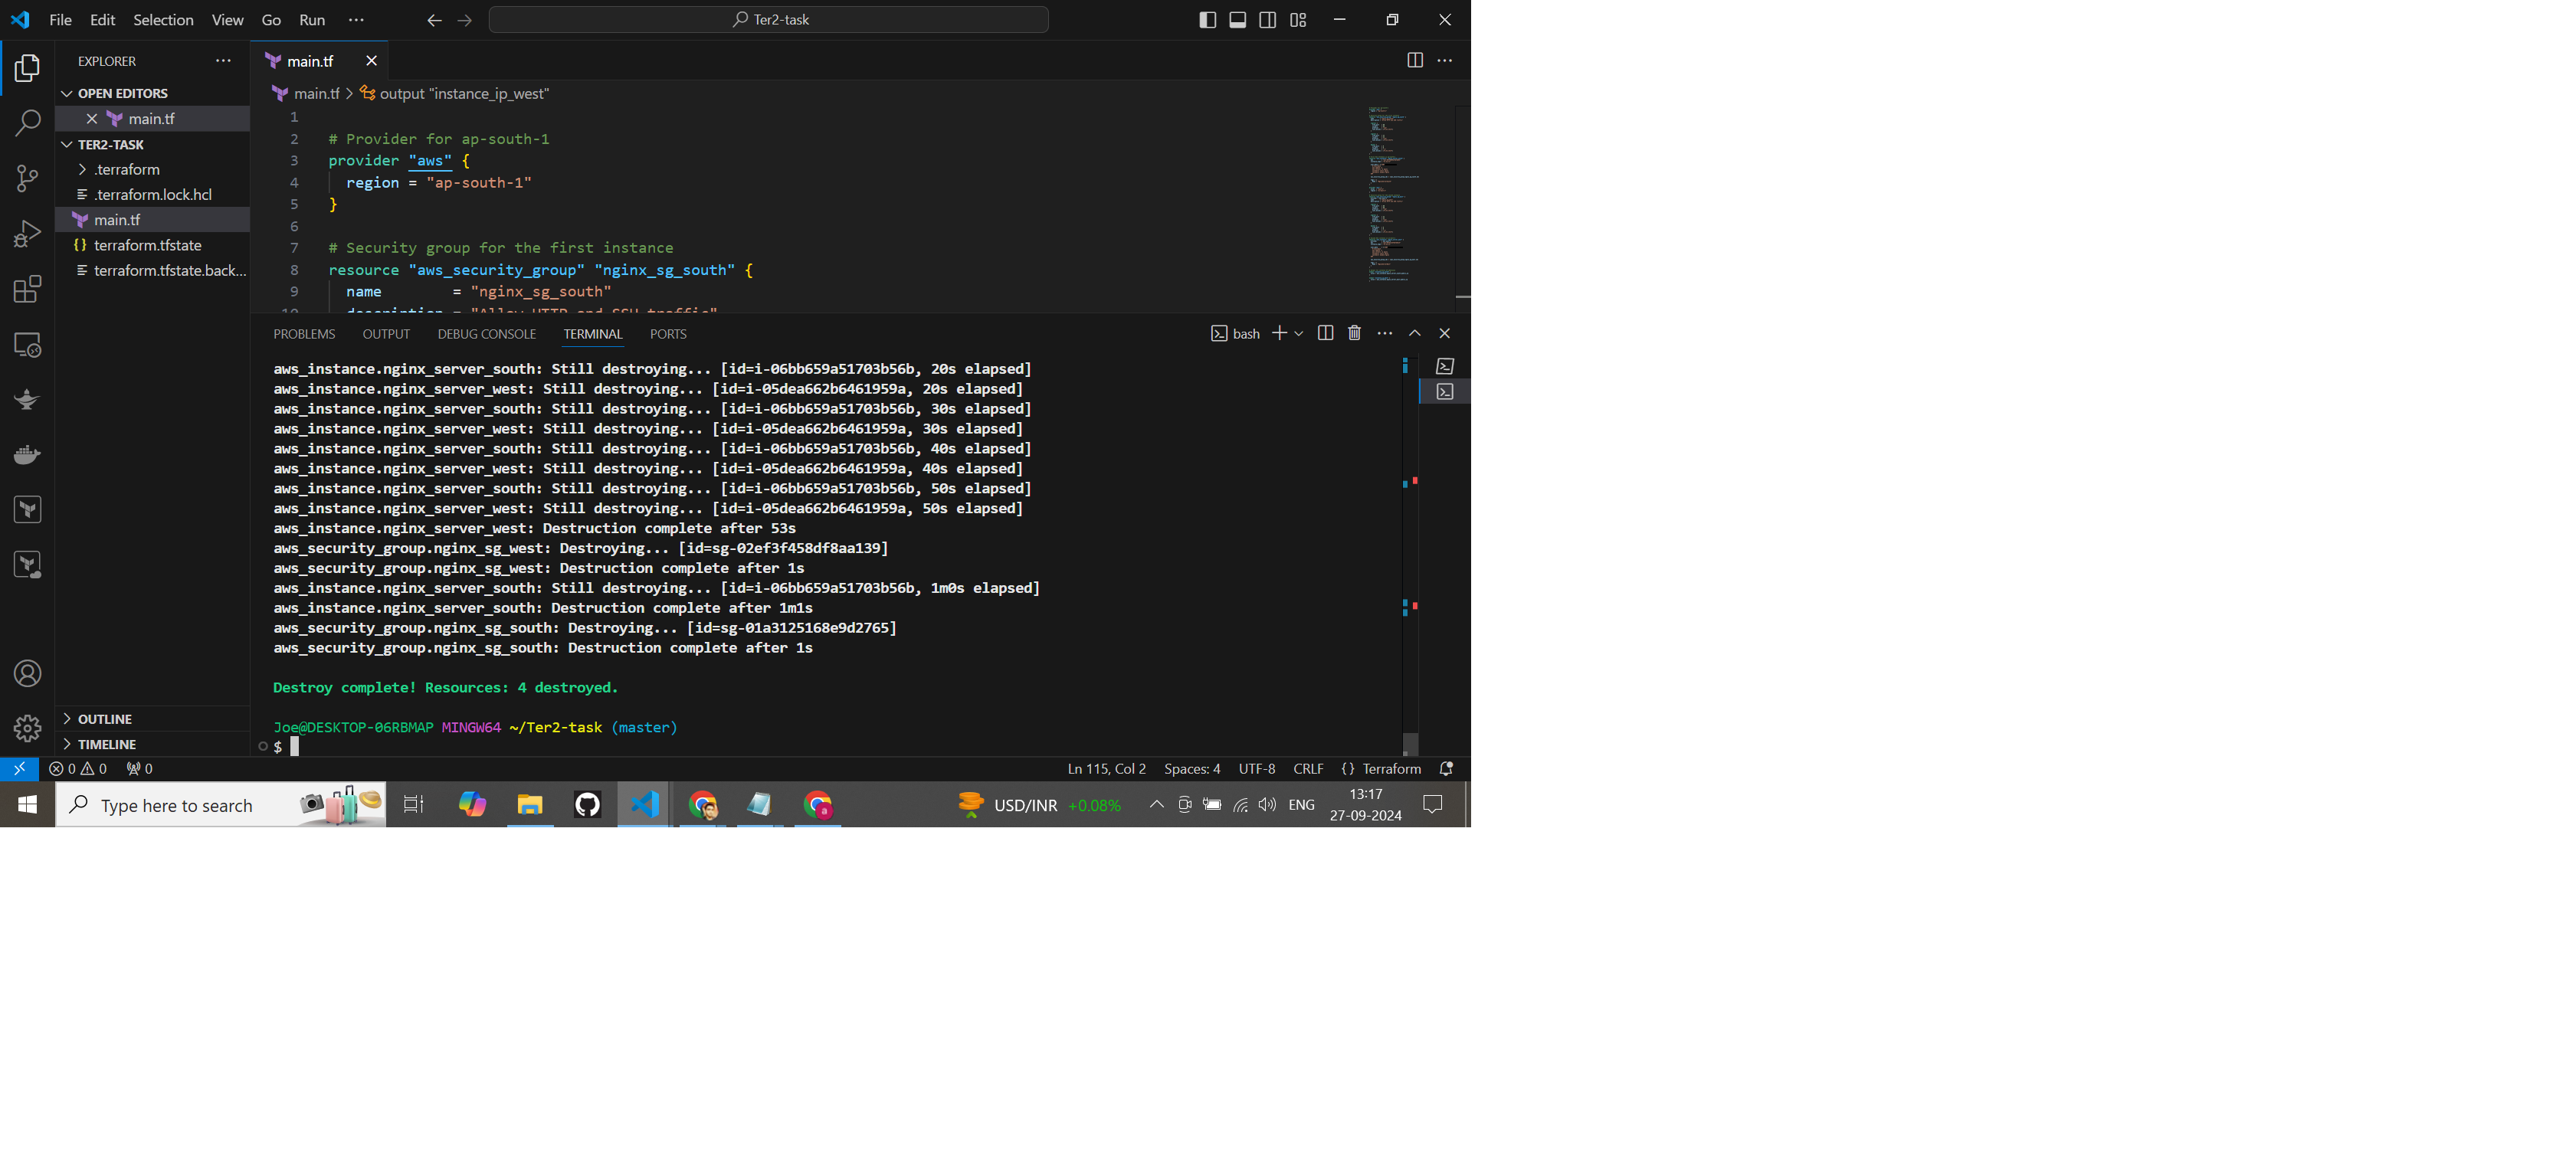 File Edit Selection View Go Run ··· Ter2-task
EXPLORER ···
OPEN EDITORS
main.tf
TER2-TASK
.terraform
.terraform.lock.hcl
main.tf
terraform.tfstate
terraform.tfstate.back...
OUTLINE
TIMELINE
main.tf
main.tf > output "instance_ip_west"
1
2 # Provider for ap-south-1
3 provider "aws" {
4 region = "ap-south-1"
5 }
6
7 # Security group for the first instance
8 resource "aws_security_group" "nginx_sg_south" {
9 name = "nginx_sg_south"
10 description = "Allow HTTP and SSH traffic"
PROBLEMS OUTPUT DEBUG CONSOLE TERMINAL PORTS bash
aws_instance.nginx_server_south: Still destroying... [id=i-06bb659a51703b56b, 20s elapsed]
aws_instance.nginx_server_west: Still destroying... [id=i-05dea662b6461959a, 20s elapsed]
aws_instance.nginx_server_south: Still destroying... [id=i-06bb659a51703b56b, 30s elapsed]
aws_instance.nginx_server_west: Still destroying... [id=i-05dea662b6461959a, 30s elapsed]
aws_instance.nginx_server_south: Still destroying... [id=i-06bb659a51703b56b, 40s elapsed]
aws_instance.nginx_server_west: Still destroying... [id=i-05dea662b6461959a, 40s elapsed]
aws_instance.nginx_server_south: Still destroying... [id=i-06bb659a51703b56b, 50s elapsed]
aws_instance.nginx_server_west: Still destroying... [id=i-05dea662b6461959a, 50s elapsed]
aws_instance.nginx_server_west: Destruction complete after 53s
aws_security_group.nginx_sg_west: Destroying... [id=sg-02ef3f458df8aa139]
aws_security_group.nginx_sg_west: Destruction complete after 1s
aws_instance.nginx_server_south: Still destroying... [id=i-06bb659a51703b56b, 1m0s elapsed]
aws_instance.nginx_server_south: Destruction complete after 1m1s
aws_security_group.nginx_sg_south: Destroying... [id=sg-01a3125168e9d2765]
aws_security_group.nginx_sg_south: Destruction complete after 1s
Destroy complete! Resources: 4 destroyed.
Joe@DESKTOP-06RBMAP MINGW64 ~/Ter2-task (master)
$
0 0 0 Ln 115, Col 2 Spaces: 4 UTF-8 CRLF {} Terraform
Type here to search USD/INR +0.08% ENG
13:17
27-09-2024